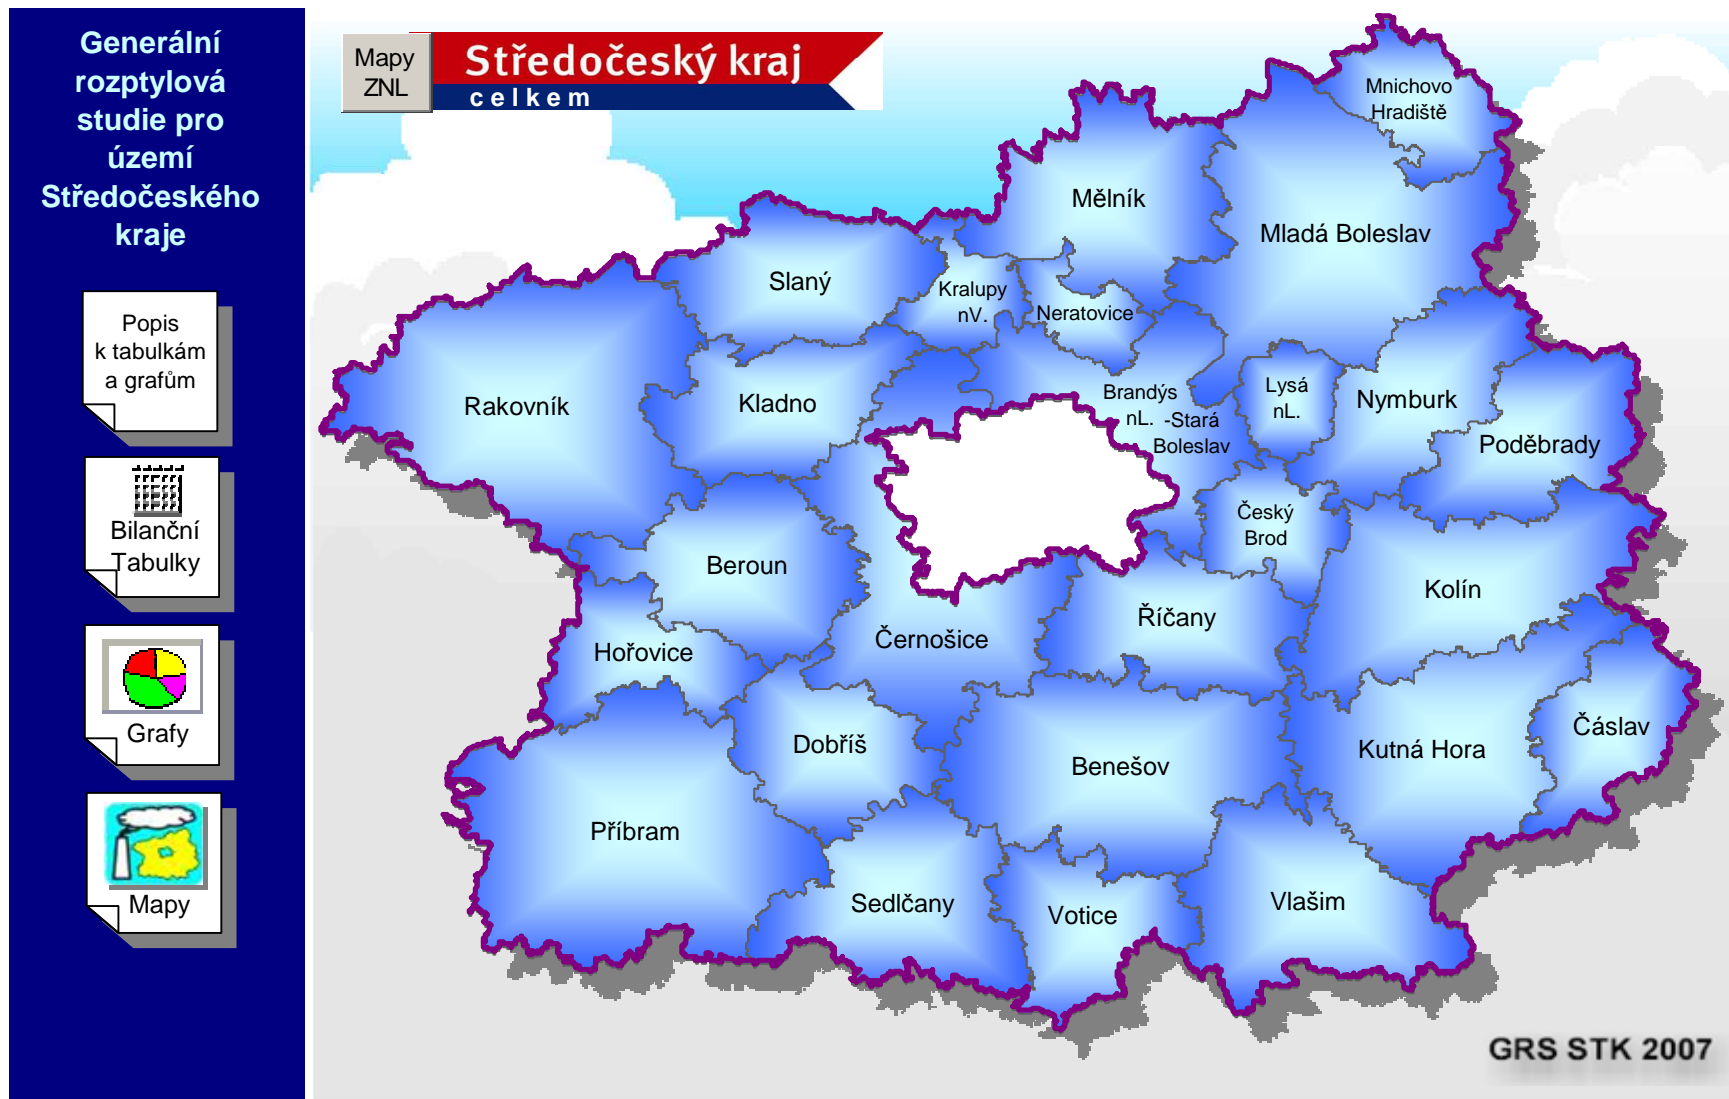 Generální
rozptylová
studie pro
území
Středočeského
kraje
Popis
k tabulkám
a grafům
Bilanční
Tabulky
Grafy
Mapy
Mapy
ZNL
Středočeský kraj
celkem
Mnichovo
Hradiště
Mělník
Mladá Boleslav
Slaný
Kralupy
nV.
Neratovice
Rakovník
Kladno
Brandýs
nL. -Stará
Boleslav
Lysá
nL.
Nymburk
Poděbrady
Český
Brod
Beroun
Kolín
Říčany
Černošice
Hořovice
Dobříš
Benešov
Kutná Hora
Čáslav
Příbram
Sedlčany
Votice
Vlašim
GRS STK 2007